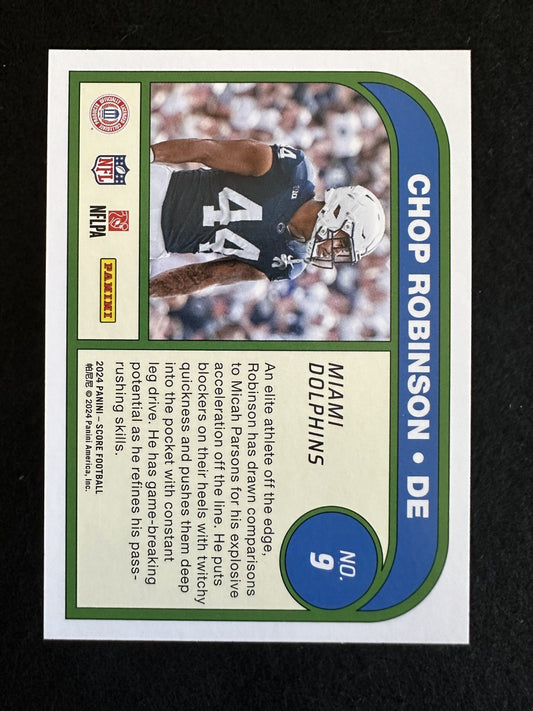 CHOP ROBINSON • DE
44
NO.
9
MIAMI
DOLPHINS
An elite athlete off the edge,
Robinson has drawn comparisons
to Micah Parsons for his explosive
acceleration off the line. He puts
blockers on their heels with twitchy
quickness and pushes them deep
into the pocket with constant
leg drive. He has game-breaking
potential as he refines his pass-
rushing skills.
NFL
NFLPA
PANINI
2024 PANINI – SCORE FOOTBALL
帕尼尼 © 2024 Panini America, Inc.